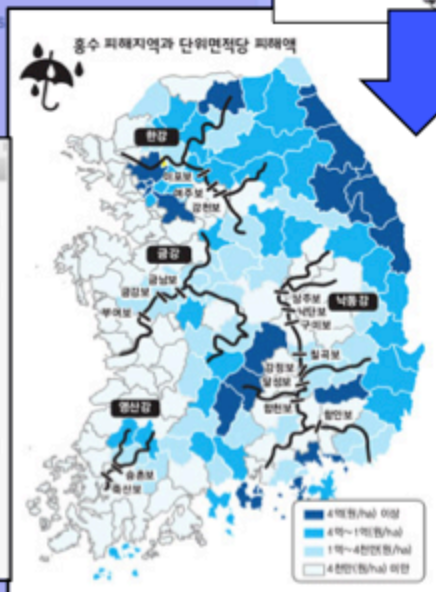 홍수 피해지역과 단위면적당 피해액
한강
이포보
여주보
강천보
금강
금남보
금강보
부여보
낙동강
상주보
낙단보
구미보
칠곡보
강정보
달성보
합천보
함안보
영산강
승촌보
죽산보
4억(원/ha) 이상
4억~1억(원/ha)
1억~4천만(원/ha)
4천만(원/ha) 미만